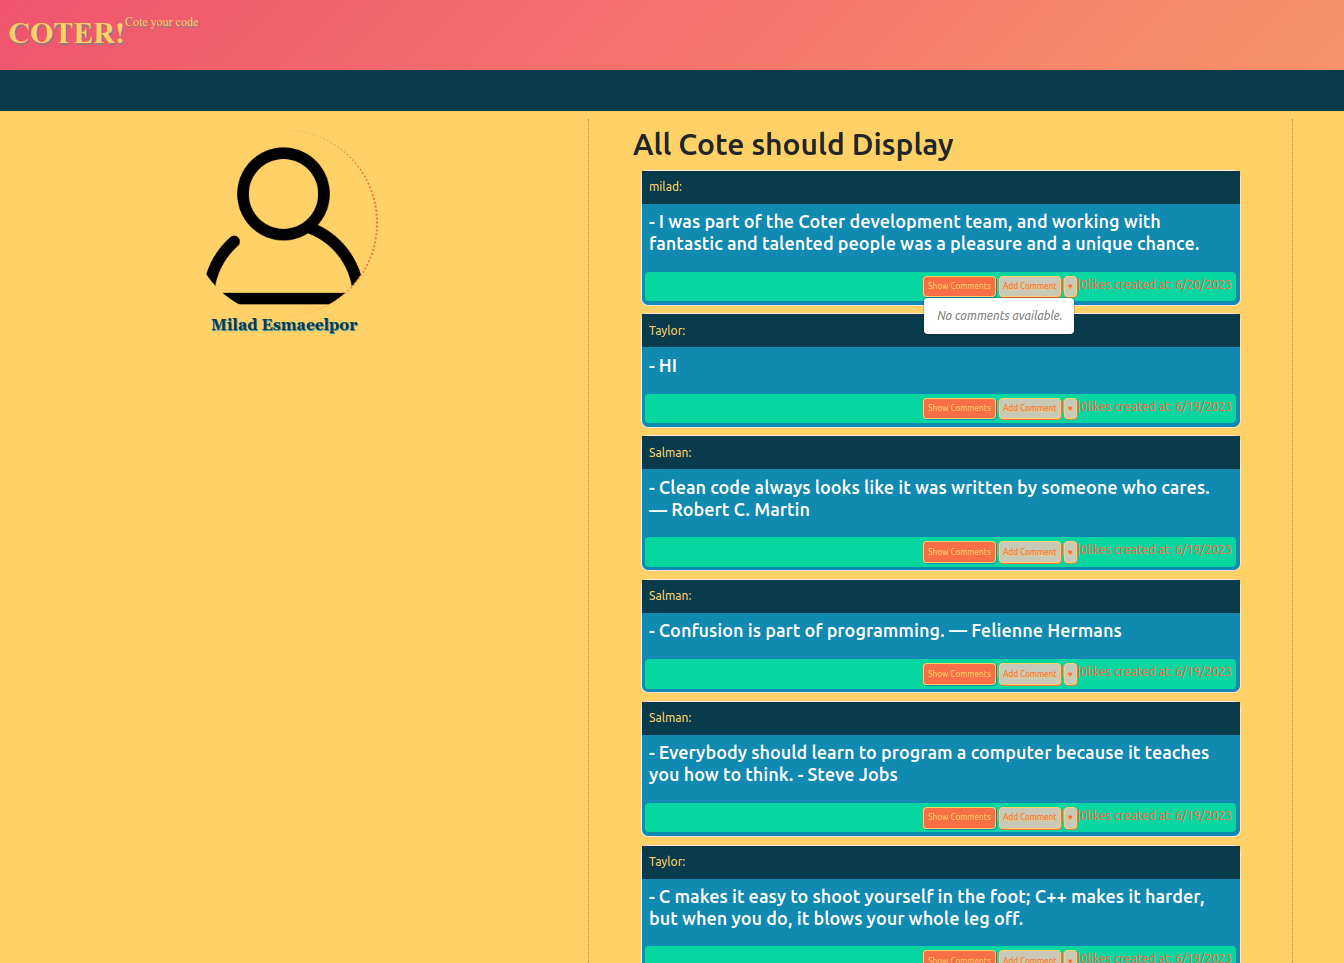 COTER! Cote your code
Milad Esmaeelpor
All Cote should Display
milad:
- I was part of the Coter development team, and working with
fantastic and talented people was a pleasure and a unique chance.
Show Comments Add Comment ♥ 0likes created at: 6/20/2023
No comments available.
Taylor:
- HI
Show Comments Add Comment ♥ 0likes created at: 6/19/2023
Salman:
- Clean code always looks like it was written by someone who cares.
— Robert C. Martin
Show Comments Add Comment ♥ 0likes created at: 6/19/2023
Salman:
- Confusion is part of programming. — Felienne Hermans
Show Comments Add Comment ♥ 0likes created at: 6/19/2023
Salman:
- Everybody should learn to program a computer because it teaches
you how to think. - Steve Jobs
Show Comments Add Comment ♥ 0likes created at: 6/19/2023
Taylor:
- C makes it easy to shoot yourself in the foot; C++ makes it harder,
but when you do, it blows your whole leg off.
Show Comments Add Comment ♥ 0likes created at: 6/19/2023